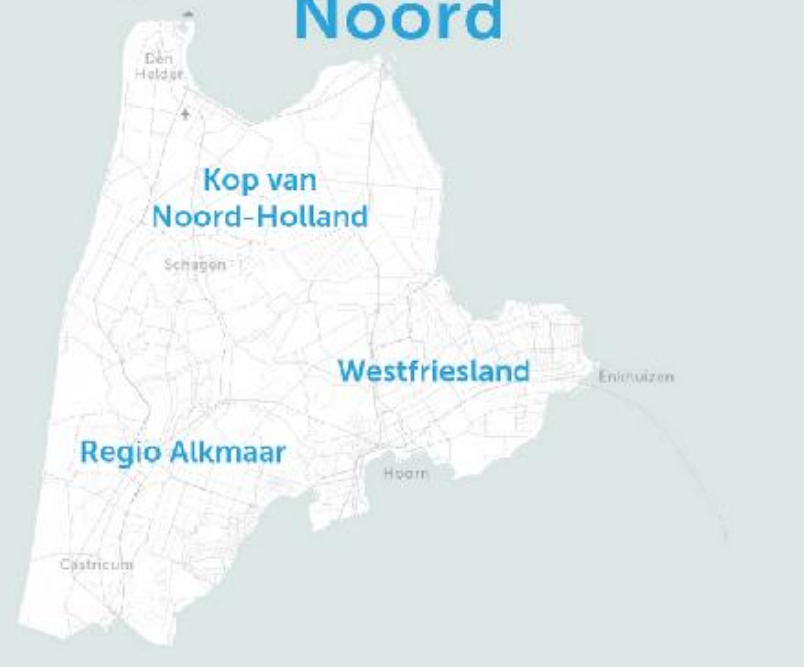 Noord
Den
Helder
Kop van
Noord-Holland
Schagen
Westfriesland
Enkhuizen
Regio Alkmaar
Hoorn
Castricum